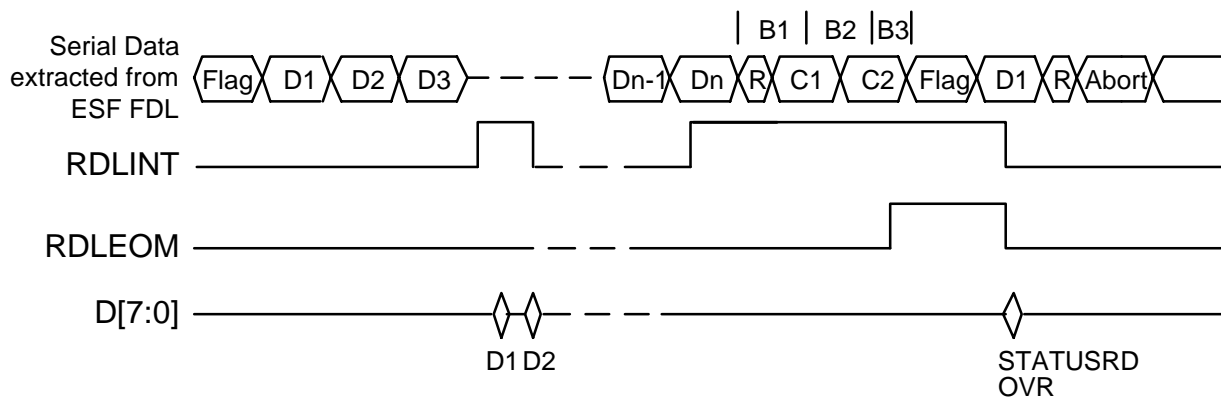 B1 B2 B3
Serial Data
extracted from
ESF FDL
Flag D1 D2 D3 Dn-1 Dn R C1 C2 Flag D1 R Abort
RDLINT
RDLEOM
D[7:0]
D1 D2
STATUSRD
OVR